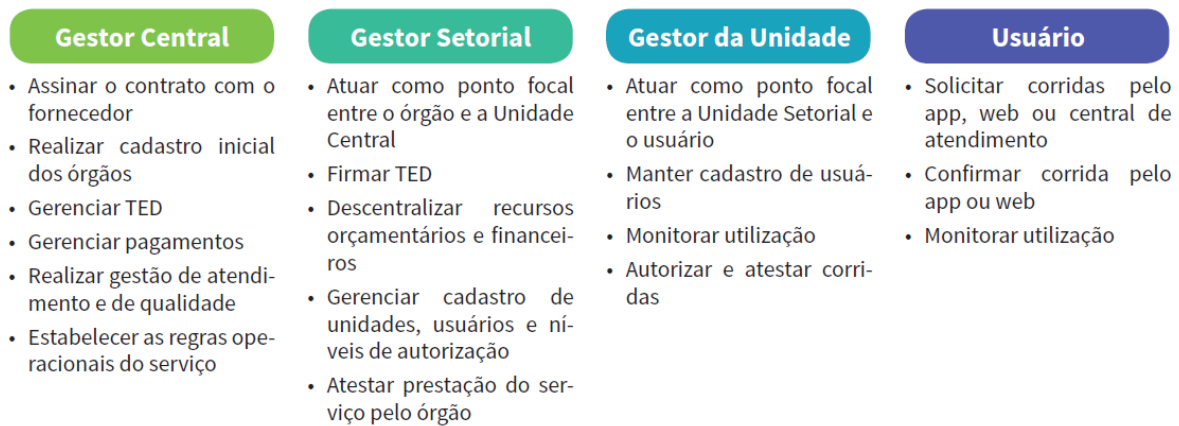 Gestor Central
• Assinar o contrato com o
fornecedor
• Realizar cadastro inicial
dos órgãos
• Gerenciar TED
• Gerenciar pagamentos
• Realizar gestão de atendi-
mento e de qualidade
• Estabelecer as regras ope-
racionais do serviço
Gestor Setorial
• Atuar como ponto focal
entre o órgão e a Unidade
Central
• Firmar TED
• Descentralizar recursos
orçamentários e financei-
ros
• Gerenciar cadastro de
unidades, usuários e ní-
veis de autorização
• Atestar prestação do ser-
viço pelo órgão
Gestor da Unidade
• Atuar como ponto focal
entre a Unidade Setorial e
o usuário
• Manter cadastro de usuá-
rios
• Monitorar utilização
• Autorizar e atestar corri-
das
Usuário
• Solicitar corridas pelo
app, web ou central de
atendimento
• Confirmar corrida pelo
app ou web
• Monitorar utilização